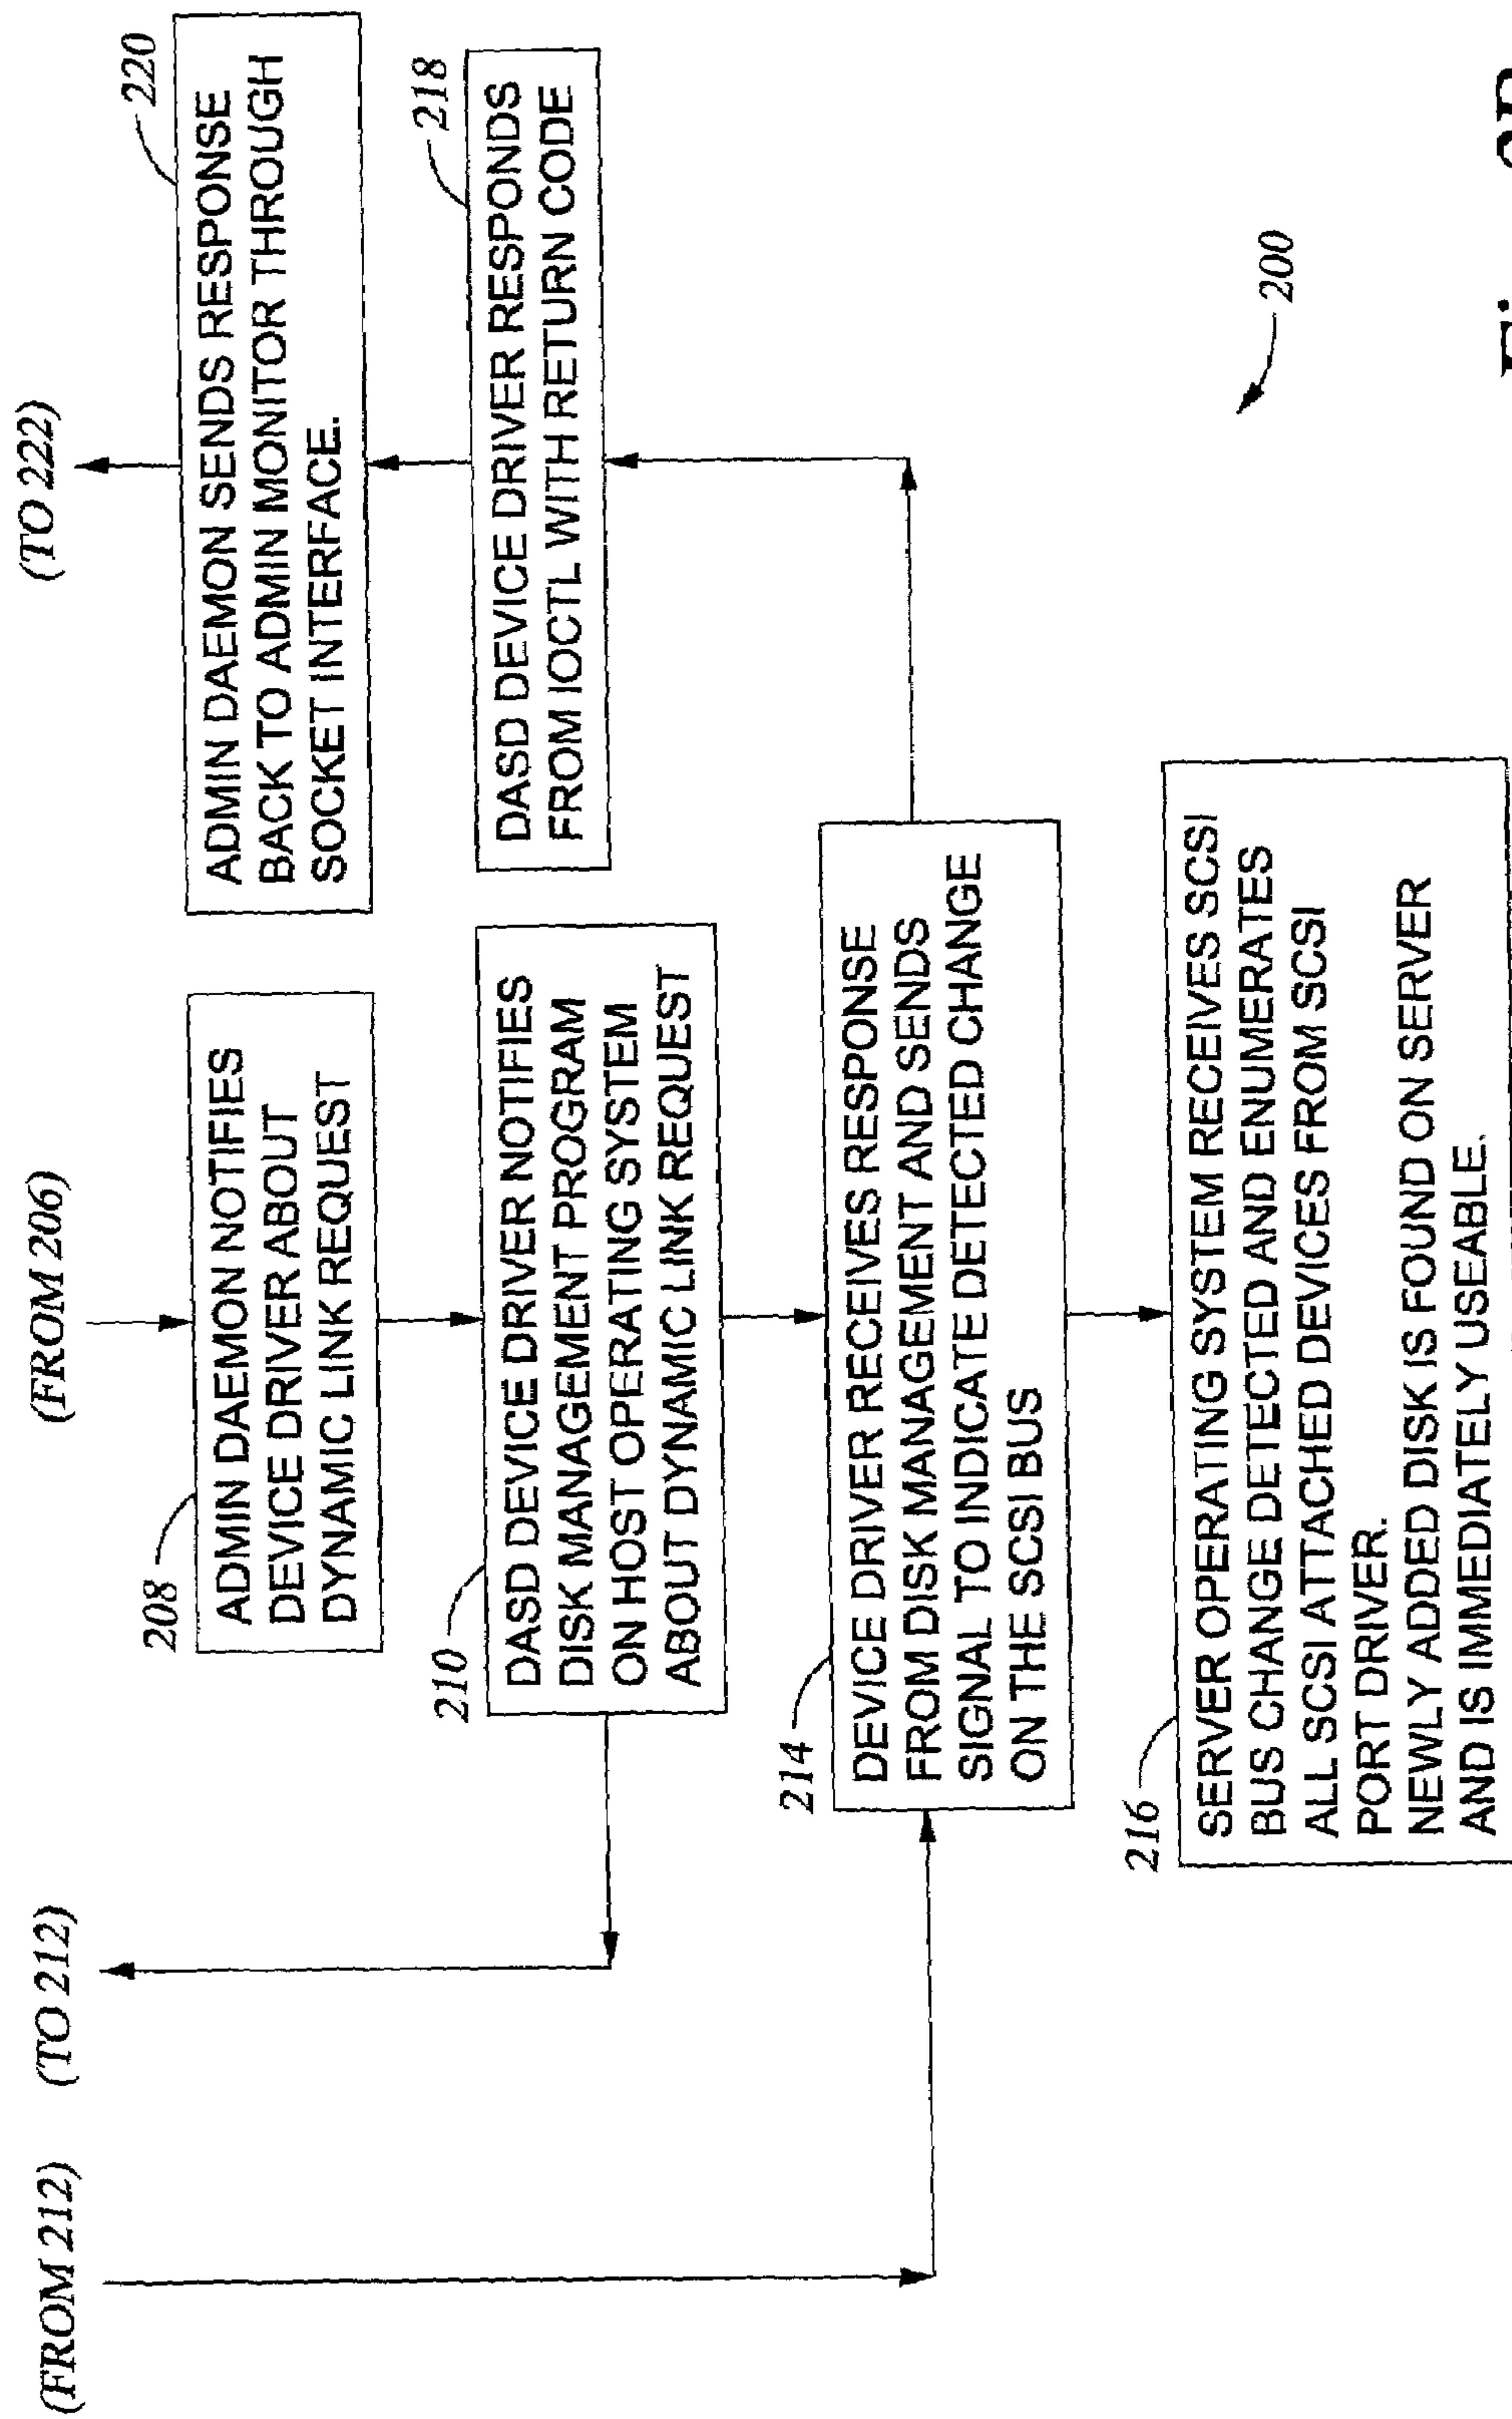 (FROM 212)
(TO 212)
(FROM 206)
(TO 222)
208
ADMIN DAEMON NOTIFIES
DEVICE DRIVER ABOUT
DYNAMIC LINK REQUEST
220
ADMIN DAEMON SENDS RESPONSE
BACK TO ADMIN MONITOR THROUGH
SOCKET INTERFACE.
210
DASD DEVICE DRIVER NOTIFIES
DISK MANAGEMENT PROGRAM
ON HOST OPERATING SYSTEM
ABOUT DYNAMIC LINK REQUEST
218
DASD DEVICE DRIVER RESPONDS
FROM IOCTL WITH RETURN CODE
214
DEVICE DRIVER RECEIVES RESPONSE
FROM DISK MANAGEMENT AND SENDS
SIGNAL TO INDICATE DETECTED CHANGE
ON THE SCSI BUS
216
SERVER OPERATING SYSTEM RECEIVES SCSI
BUS CHANGE DETECTED AND ENUMERATES
ALL SCSI ATTACHED DEVICES FROM SCSI
PORT DRIVER.
NEWLY ADDED DISK IS FOUND ON SERVER
AND IS IMMEDIATELY USEABLE.
200